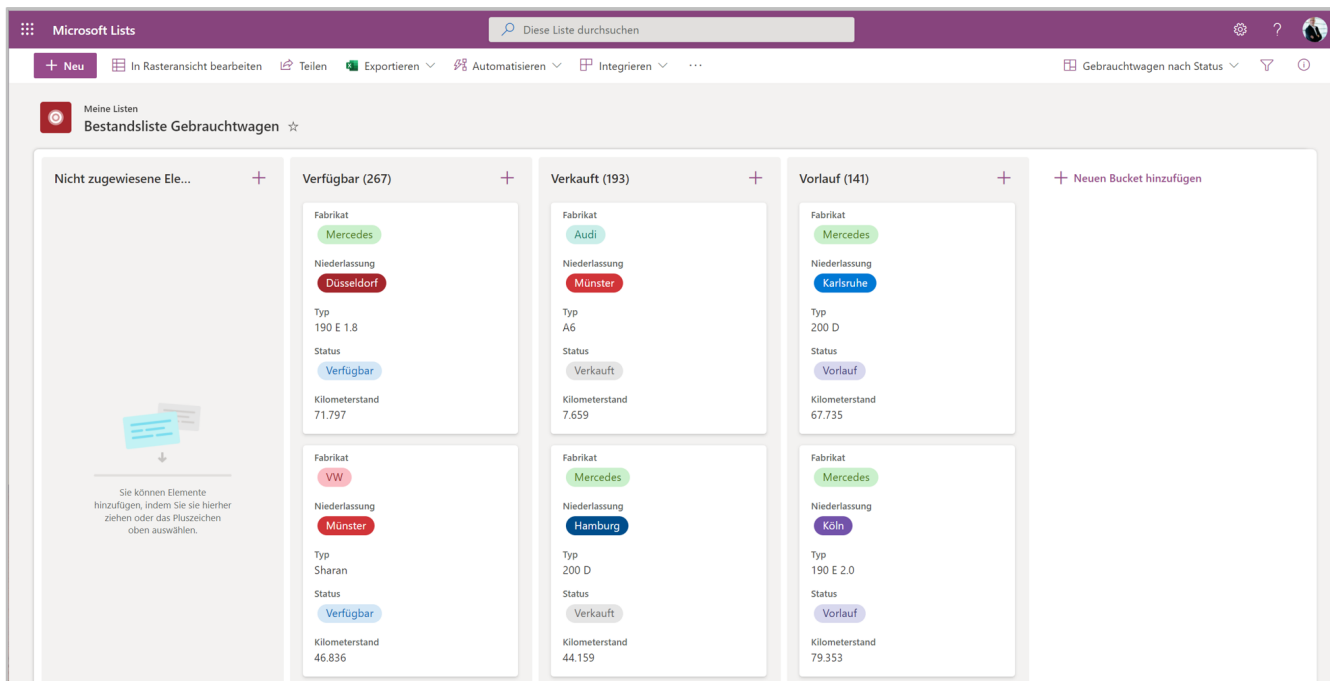 Microsoft Lists
Diese Liste durchsuchen
?
Neu
In Rasteransicht bearbeiten
Teilen
Exportieren
Automatisieren
Integrieren
...
Gebrauchtwagen nach Status
Meine Listen
Bestandsliste Gebrauchtwagen
Nicht zugewiesene Ele...
Sie können Elemente
hinzufügen, indem Sie sie hierher
ziehen oder das Pluszeichen
oben auswählen.
Verfügbar (267)
Fabrikat
Mercedes
Niederlassung
Düsseldorf
Typ
190 E 1.8
Status
Verfügbar
Kilometerstand
71.797
Fabrikat
VW
Niederlassung
Münster
Typ
Sharan
Status
Verfügbar
Kilometerstand
46.836
Verkauft (193)
Fabrikat
Audi
Niederlassung
Münster
Typ
A6
Status
Verkauft
Kilometerstand
7.659
Fabrikat
Mercedes
Niederlassung
Hamburg
Typ
200 D
Status
Verkauft
Kilometerstand
44.159
Vorlauf (141)
Fabrikat
Mercedes
Niederlassung
Karlsruhe
Typ
200 D
Status
Vorlauf
Kilometerstand
67.735
Fabrikat
Mercedes
Niederlassung
Köln
Typ
190 E 2.0
Status
Vorlauf
Kilometerstand
79.353
Neuen Bucket hinzufügen